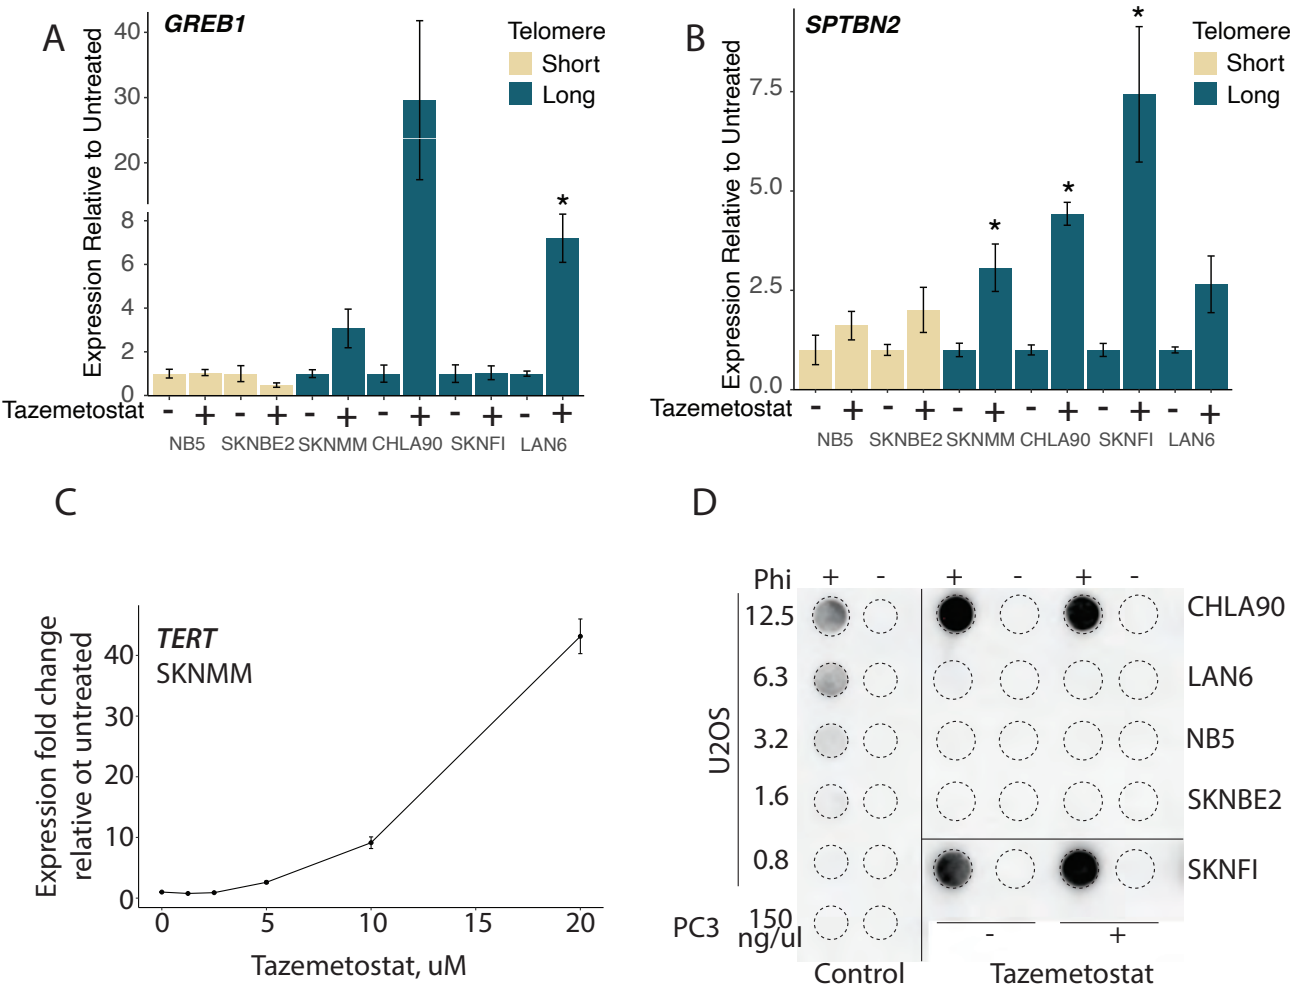 A
GREB1
Expression Relative to Untreated
40
30
20
8
6
4
2
0
Telomere
Short
Long
*
Tazemetostat - + - + - + - + - + - +
NB5 SKNBE2 SKNMM CHLA90 SKNFI LAN6
B
SPTBN2
Expression Relative to Untreated
7.5
5.0
2.5
0.0
Telomere
Short
Long
* * *
Tazemetostat - + - + - + - + - + - +
NB5 SKNBE2 SKNMM CHLA90 SKNFI LAN6
C
TERT
SKNMM
Expression fold change
relative ot untreated
40
30
20
10
0
0 5 10 15 20
Tazemetostat, uM
D
Phi + - + - + -
U2OS
12.5
6.3
3.2
1.6
0.8
PC3 150
ng/ul
CHLA90
LAN6
NB5
SKNBE2
SKNFI
- +
Control Tazemetostat